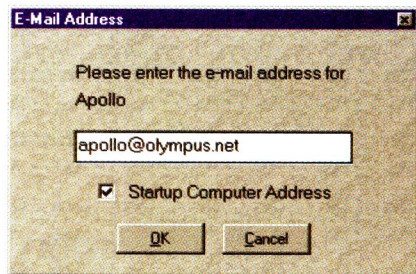 E-Mail Address
Please enter the e-mail address for
Apollo
apollo@olympus.net
Startup Computer Address
OK
Cancel